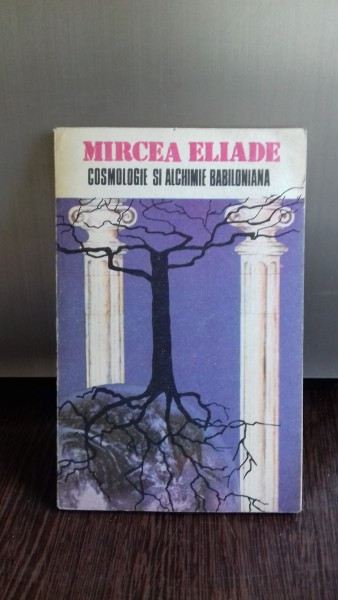 MIRCEA ELIADE
COSMOLOGIE SI ALCHIMIE BABILONIANA